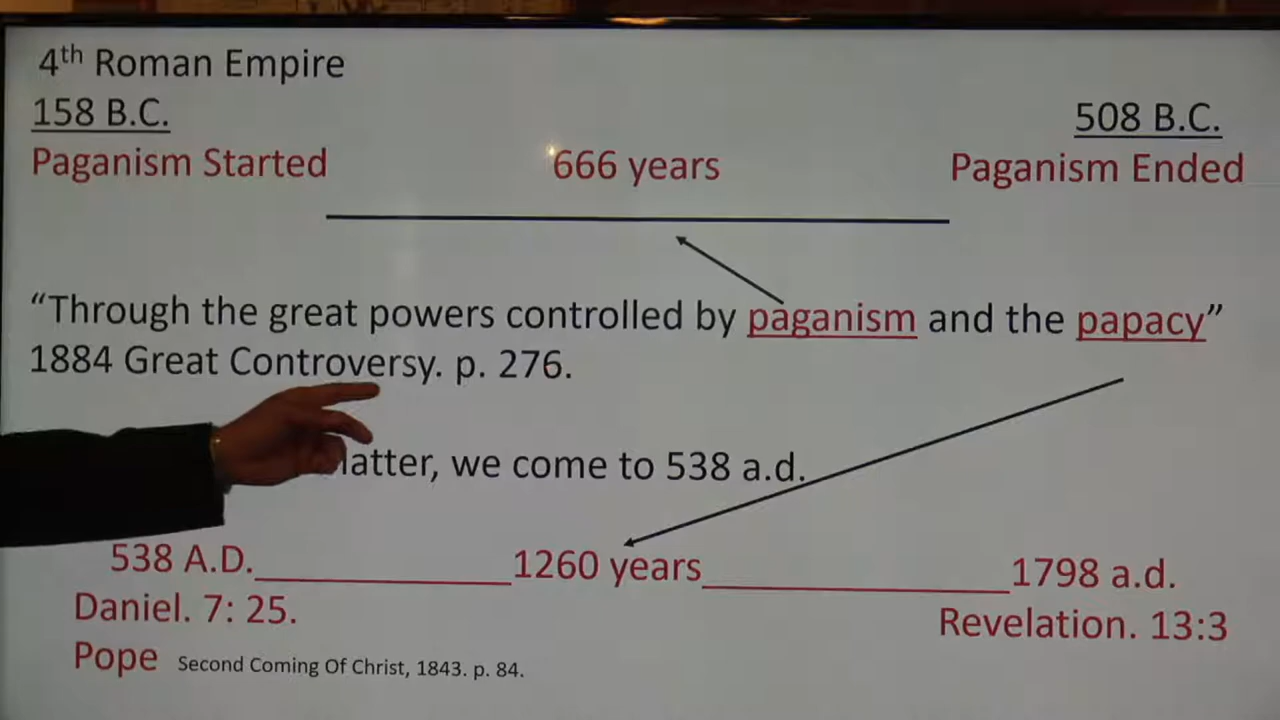 4th Roman Empire
158 B.C.
508 B.C.
Paganism Started
666 years
Paganism Ended
“Through the great powers controlled by paganism and the papacy”
1884 Great Controversy. p. 276.
latter, we come to 538 a.d.
538 A.D. 1260 years 1798 a.d.
Daniel. 7: 25.
Revelation. 13:3
Pope Second Coming Of Christ, 1843. p. 84.